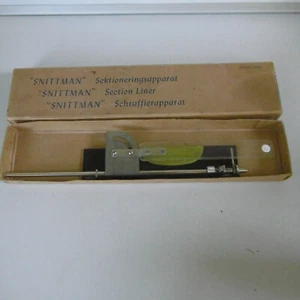 "SNITTMAN" Sektioneringsapparat
"SNITTMAN" Section Liner
"SNITTMAN" Schraffierapparat